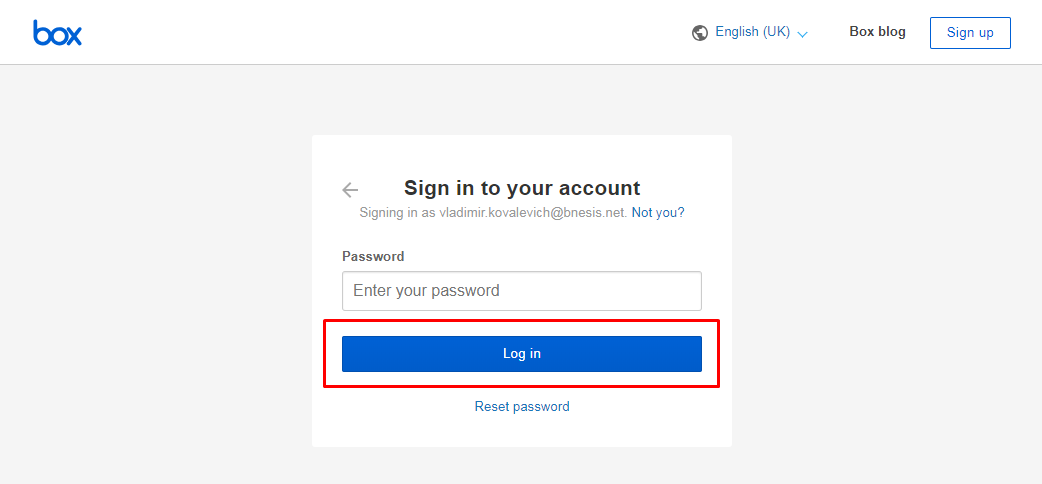 box
English (UK)
Box blog
Sign up
Sign in to your account
Signing in as vladimir.kovalevich@bnesis.net. Not you?
Password
Enter your password
Log in
Reset password